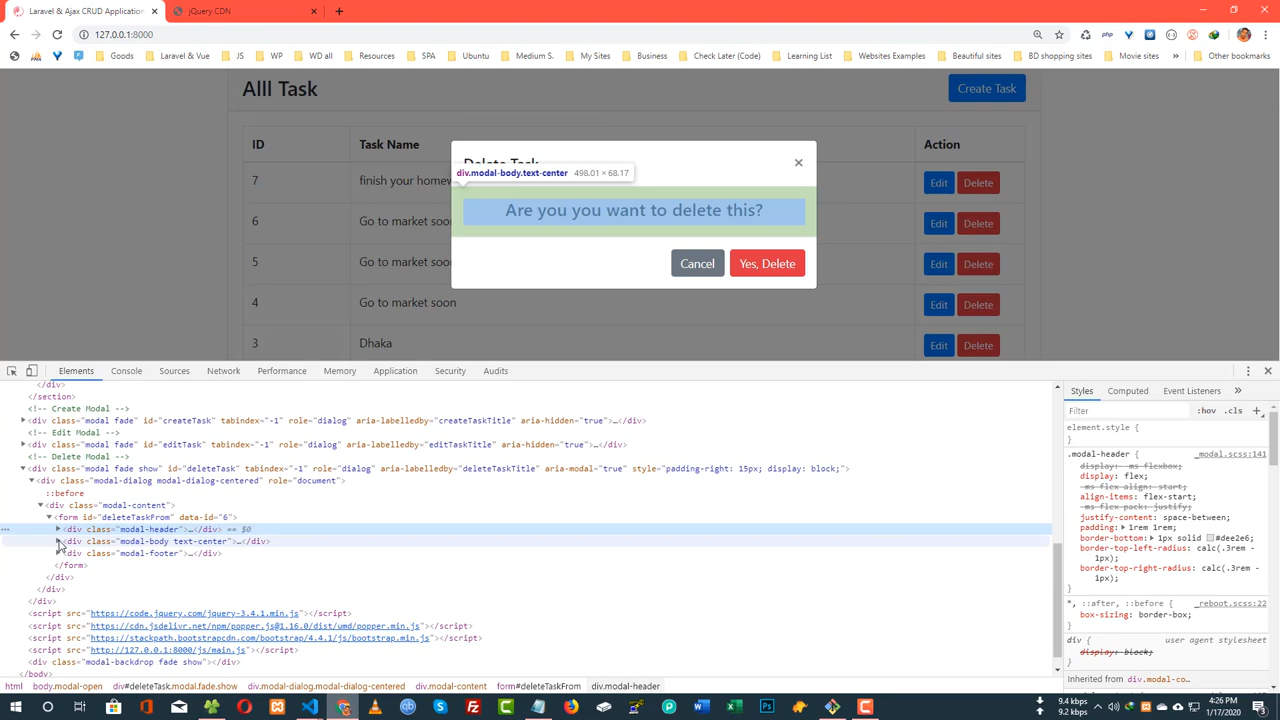 Laravel & Ajax CRUD Application
jQuery CDN
127.0.0.1:8000
Goods
Laravel & Vue
JS
WP
WD all
Resources
SPA
Ubuntu
Medium S.
My Sites
Business
Check Later (Code)
Learning List
Websites Examples
Beautiful sites
BD shopping sites
Movie sites
Other bookmarks
Alll Task
Create Task
ID Task Name Action
7 Edit Delete
6 Go to market soon Edit Delete
5 Go to market soon Edit Delete
4 Go to market soon Edit Delete
3 Dhaka Edit Delete
Delete Task ×
div.modal-body.text-center 498.01 × 68.17
Are you you want to delete this?
Cancel Yes, Delete
Elements Console Sources Network Performance Memory Application Security Audits
</div>
</section>
<!-- Create Modal -->
<div class="modal fade" id="createTask" tabindex="-1" role="dialog" aria-labelledby="createTaskTitle" aria-hidden="true">…</div>
<!-- Edit Modal -->
<div class="modal fade" id="editTask" tabindex="-1" role="dialog" aria-labelledby="editTaskTitle" aria-hidden="true">…</div>
<!-- Delete Modal -->
<div class="modal fade show" id="deleteTask" tabindex="-1" role="dialog" aria-labelledby="deleteTaskTitle" aria-modal="true" style="padding-right: 15px; display: block;">
<div class="modal-dialog modal-dialog-centered" role="document">
::before
<div class="modal-content">
<form id="deleteTaskFrom" data-id="6">
<div class="modal-header">…</div> == $0
<div class="modal-body text-center">…</div>
<div class="modal-footer">…</div>
</form>
</div>
</div>
</div>
<script src="https://code.jquery.com/jquery-3.4.1.min.js"></script>
<script src="https://cdn.jsdelivr.net/npm/popper.js@1.16.0/dist/umd/popper.min.js"></script>
<script src="https://stackpath.bootstrapcdn.com/bootstrap/4.4.1/js/bootstrap.min.js"></script>
<script src="http://127.0.0.1:8000/js/main.js"></script>
<div class="modal-backdrop fade show"></div>
</body>
html body.modal-open div#deleteTask.modal.fade.show div.modal-dialog.modal-dialog-centered div.modal-content form#deleteTaskFrom div.modal-header
Styles Computed Event Listeners »
Filter :hov .cls +
element.style {
}
.modal-header { _modal.scss:141
display: -ms-flexbox;
display: flex;
-ms-flex-align: start;
align-items: flex-start;
-ms-flex-pack: justify;
justify-content: space-between;
padding: 1rem 1rem;
border-bottom: 1px solid #dee2e6;
border-top-left-radius: calc(.3rem -
1px);
border-top-right-radius: calc(.3rem -
1px);
}
*, ::after, ::before { _reboot.scss:22
box-sizing: border-box;
}
div { user agent stylesheet
display: block;
}
Inherited from div.modal-co…
9.4 kbps
9.2 kbps
4:26 PM
1/17/2020